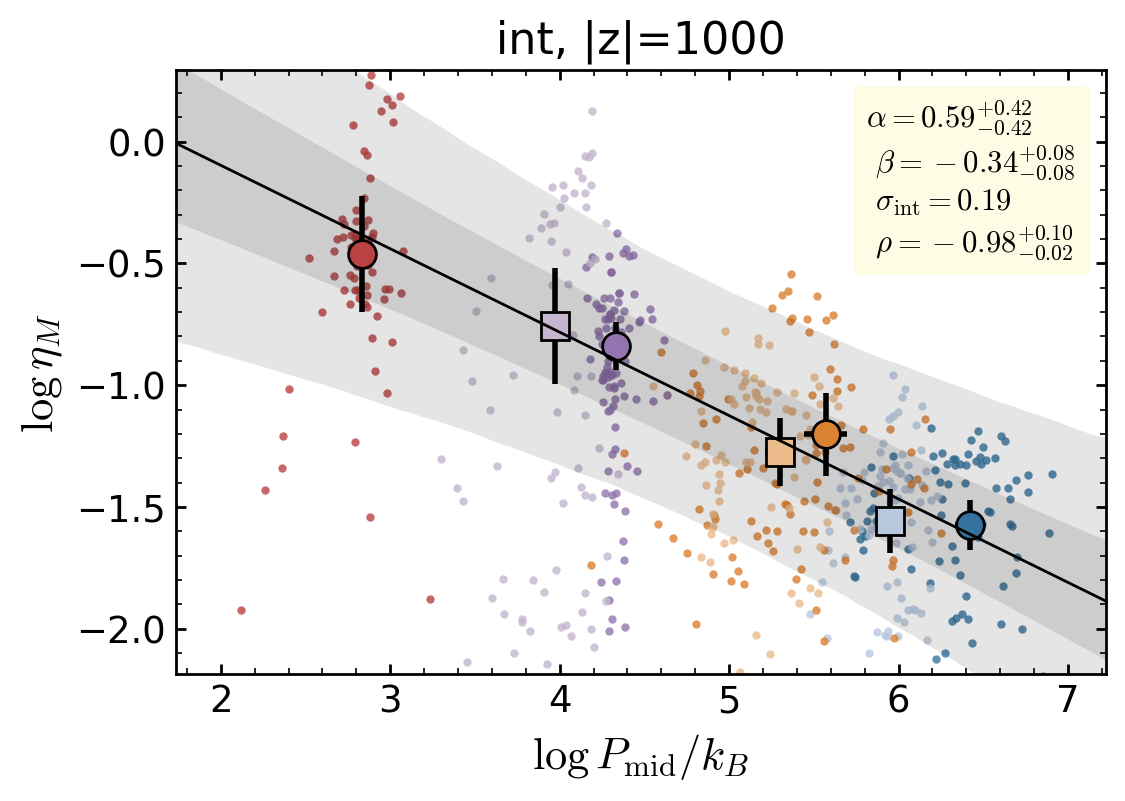 int, |z|=1000
α = 0.59 +0.42 −0.42
β = −0.34 +0.08 −0.08
σint = 0.19
ρ = −0.98 +0.10 −0.02
log ηM
0.0
−0.5
−1.0
−1.5
−2.0
2 3 4 5 6 7
log Pmid/kB